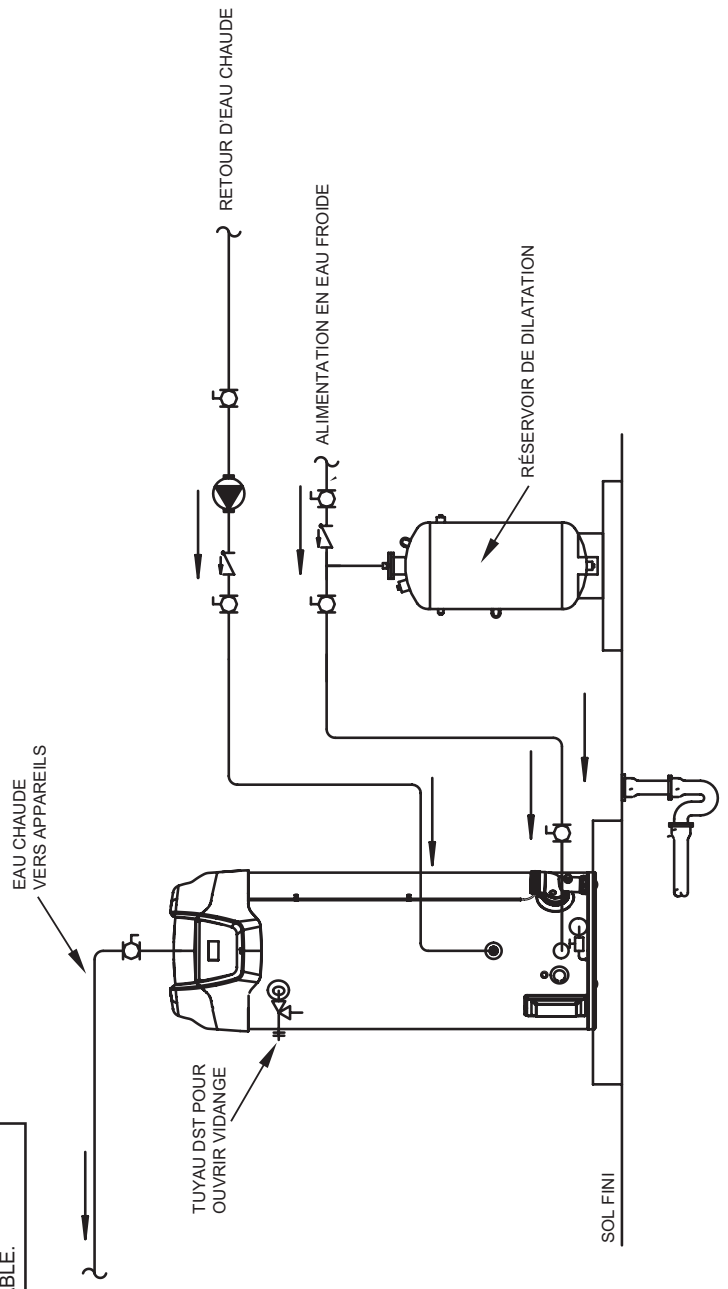 ABLE.
EAU CHAUDE
VERS APPAREILS
RETOUR D'EAU CHAUDE
ALIMENTATION EN EAU FROIDE
TUYAU DST POUR
OUVRIR VIDANGE
RÉSERVOIR DE DILATATION
SOL FINI